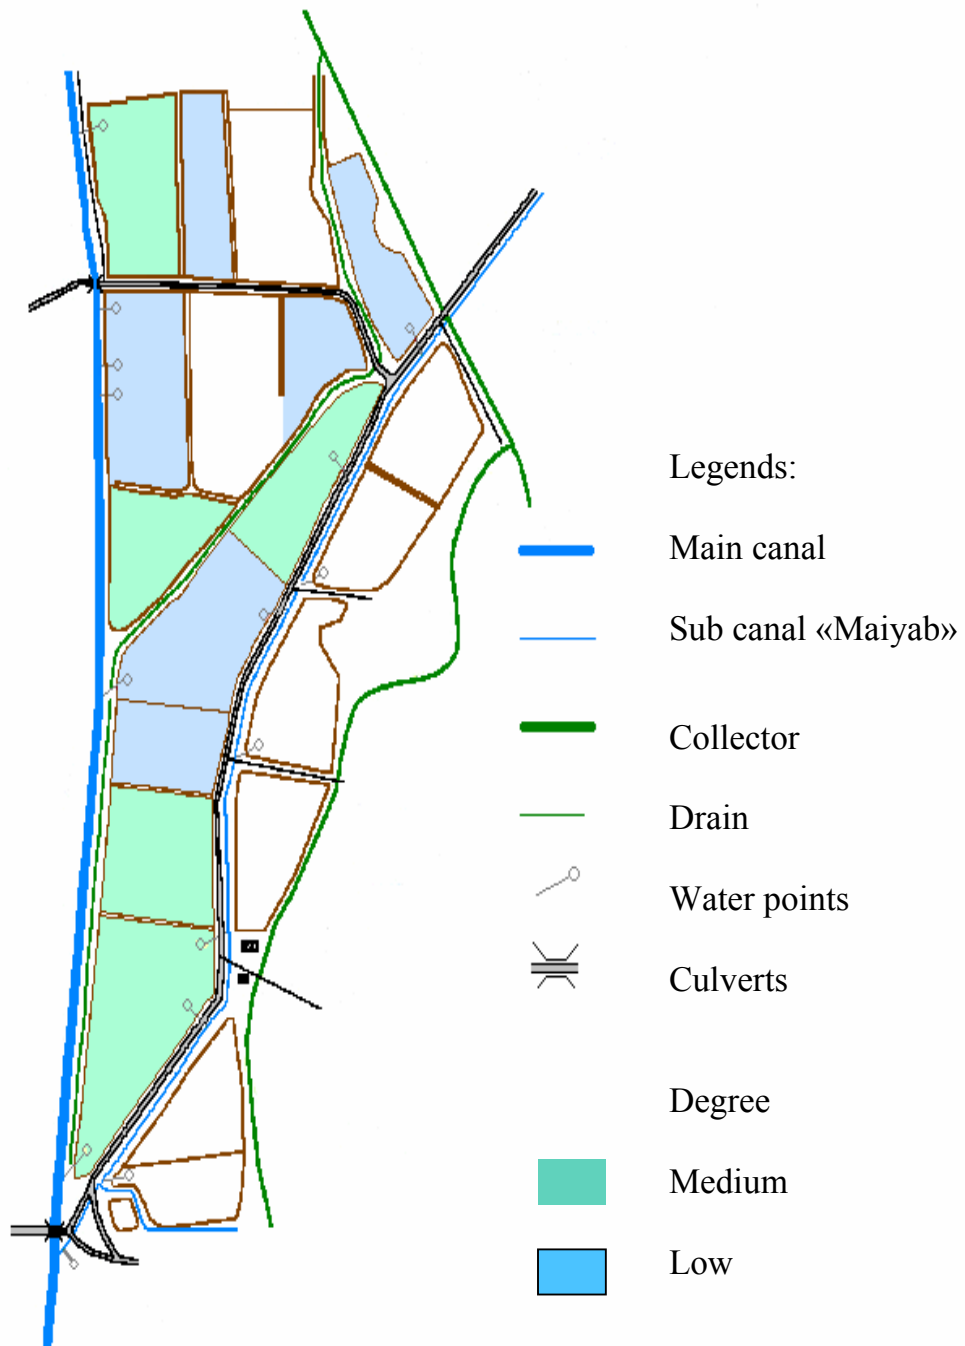 Legends:
Main canal
Sub canal «Maiyab»
Collector
Drain
Water points
Culverts
Degree
Medium
Low